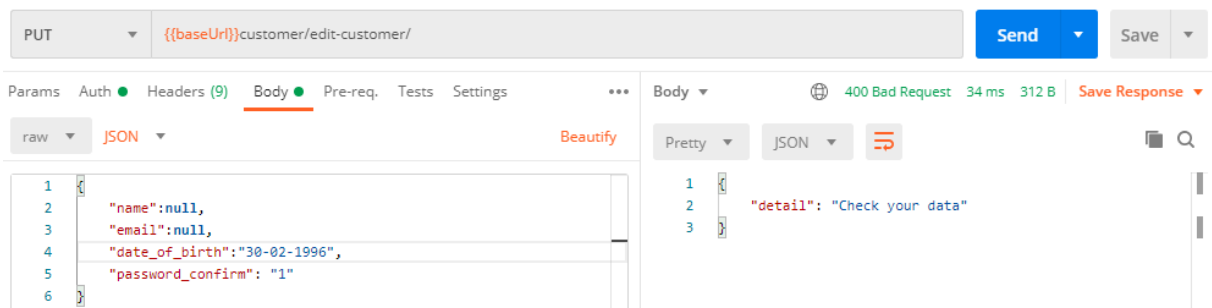 PUT {{baseUrl}}customer/edit-customer/ Send Save
Params Auth Headers (9) Body Pre-req. Tests Settings ••• Body 400 Bad Request 34 ms 312 B Save Response
raw JSON Beautify
Pretty JSON
1 {
2 "name":null,
3 "email":null,
4 "date_of_birth":"30-02-1996",
5 "password_confirm": "1"
6 }
1 {
2 "detail": "Check your data"
3 }